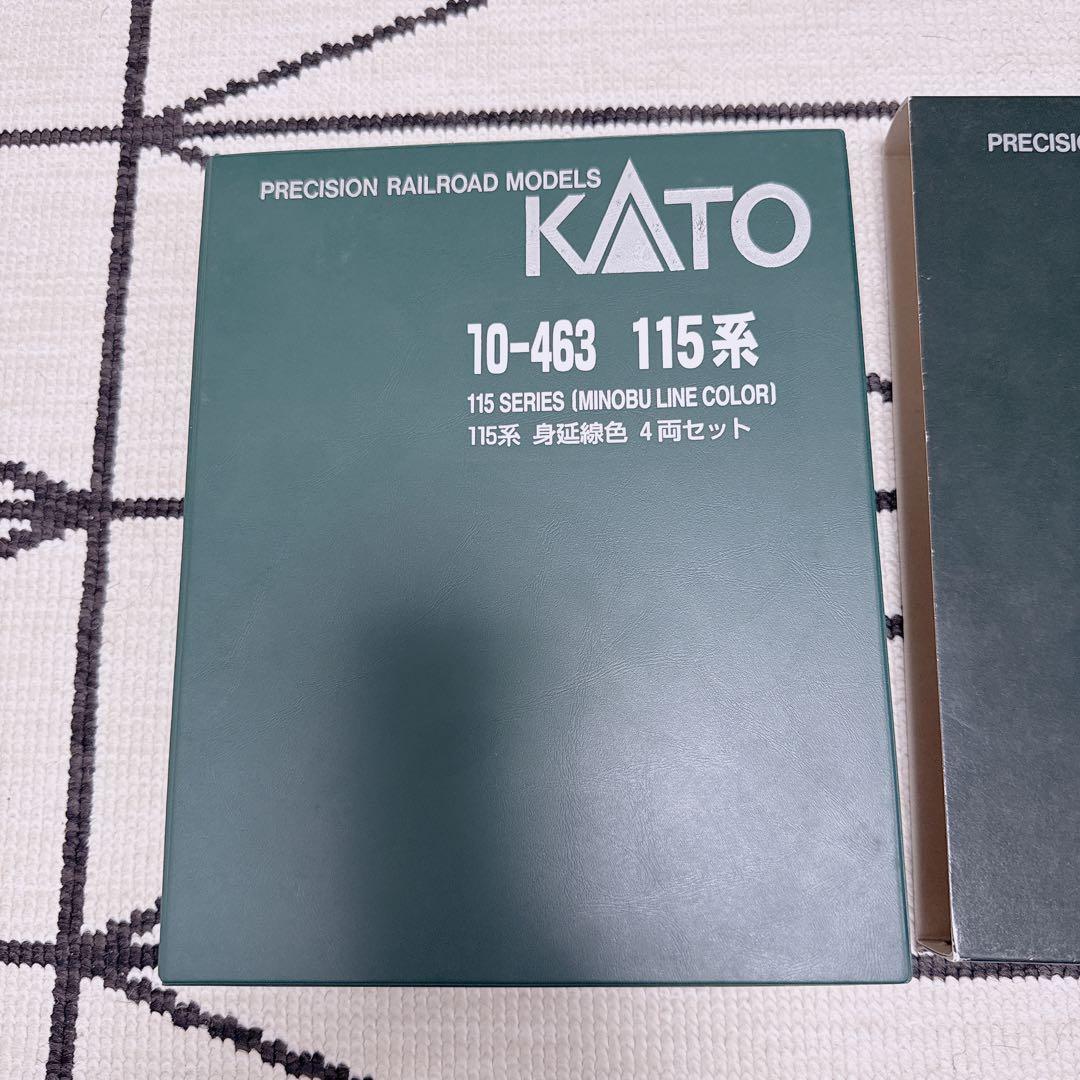 PRECISION RAILROAD MODELS
KATO
10-463 115系
115 SERIES (MINOBU LINE COLOR)
115系 身延線色 4両セット